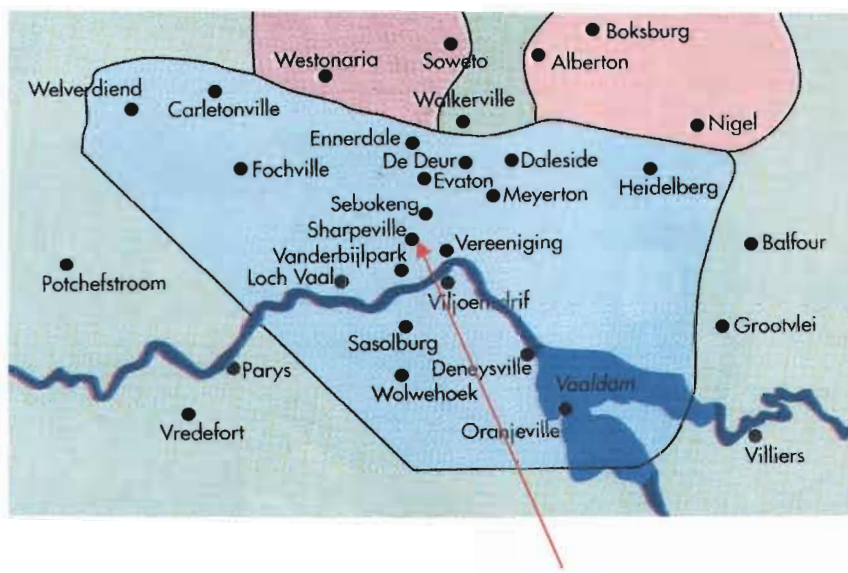 Boksburg
Westonaria
Soweto
Alberton
Welverdiend
Carletonville
Walkerville
Nigel
Ennerdale
De Deur
Daleside
Fochville
Evaton
Meyerton
Heidelberg
Sebokeng
Sharpeville
Vereeniging
Balfour
Vanderbijlpark
Potchefstroom
Loch Vaal
Viljoensdrif
Sasolburg
Grootvlei
Parys
Deneysville
Vaaldam
Wolwehoek
Vredefort
Oranjeville
Villiers